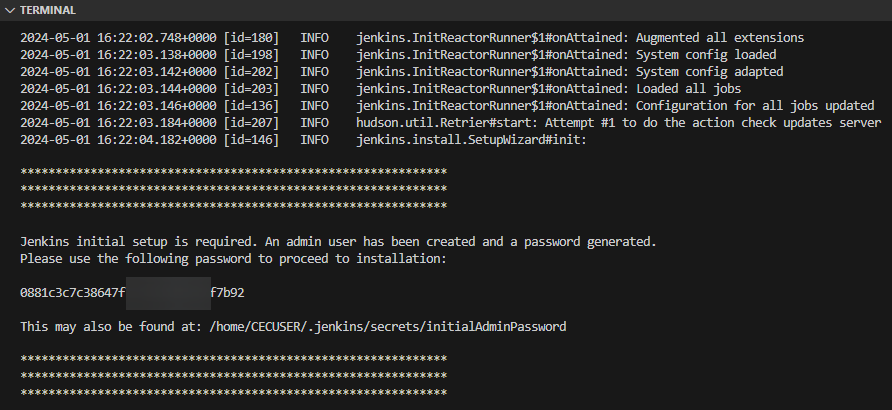 TERMINAL
2024-05-01 16:22:02.748+0000 [id=180] INFO jenkins.InitReactorRunner$1#onAttained: Augmented all extensions
2024-05-01 16:22:03.138+0000 [id=198] INFO jenkins.InitReactorRunner$1#onAttained: System config loaded
2024-05-01 16:22:03.142+0000 [id=202] INFO jenkins.InitReactorRunner$1#onAttained: System config adapted
2024-05-01 16:22:03.144+0000 [id=203] INFO jenkins.InitReactorRunner$1#onAttained: Loaded all jobs
2024-05-01 16:22:03.146+0000 [id=136] INFO jenkins.InitReactorRunner$1#onAttained: Configuration for all jobs updated
2024-05-01 16:22:03.184+0000 [id=207] INFO hudson.util.Retrier#start: Attempt #1 to do the action check updates server
2024-05-01 16:22:04.182+0000 [id=146] INFO jenkins.install.SetupWizard#init:
*************************************************************
*************************************************************
*************************************************************
Jenkins initial setup is required. An admin user has been created and a password generated.
Please use the following password to proceed to installation:
0881c3c7c38647f f7b92
This may also be found at: /home/CECUSER/.jenkins/secrets/initialAdminPassword
*************************************************************
*************************************************************
*************************************************************